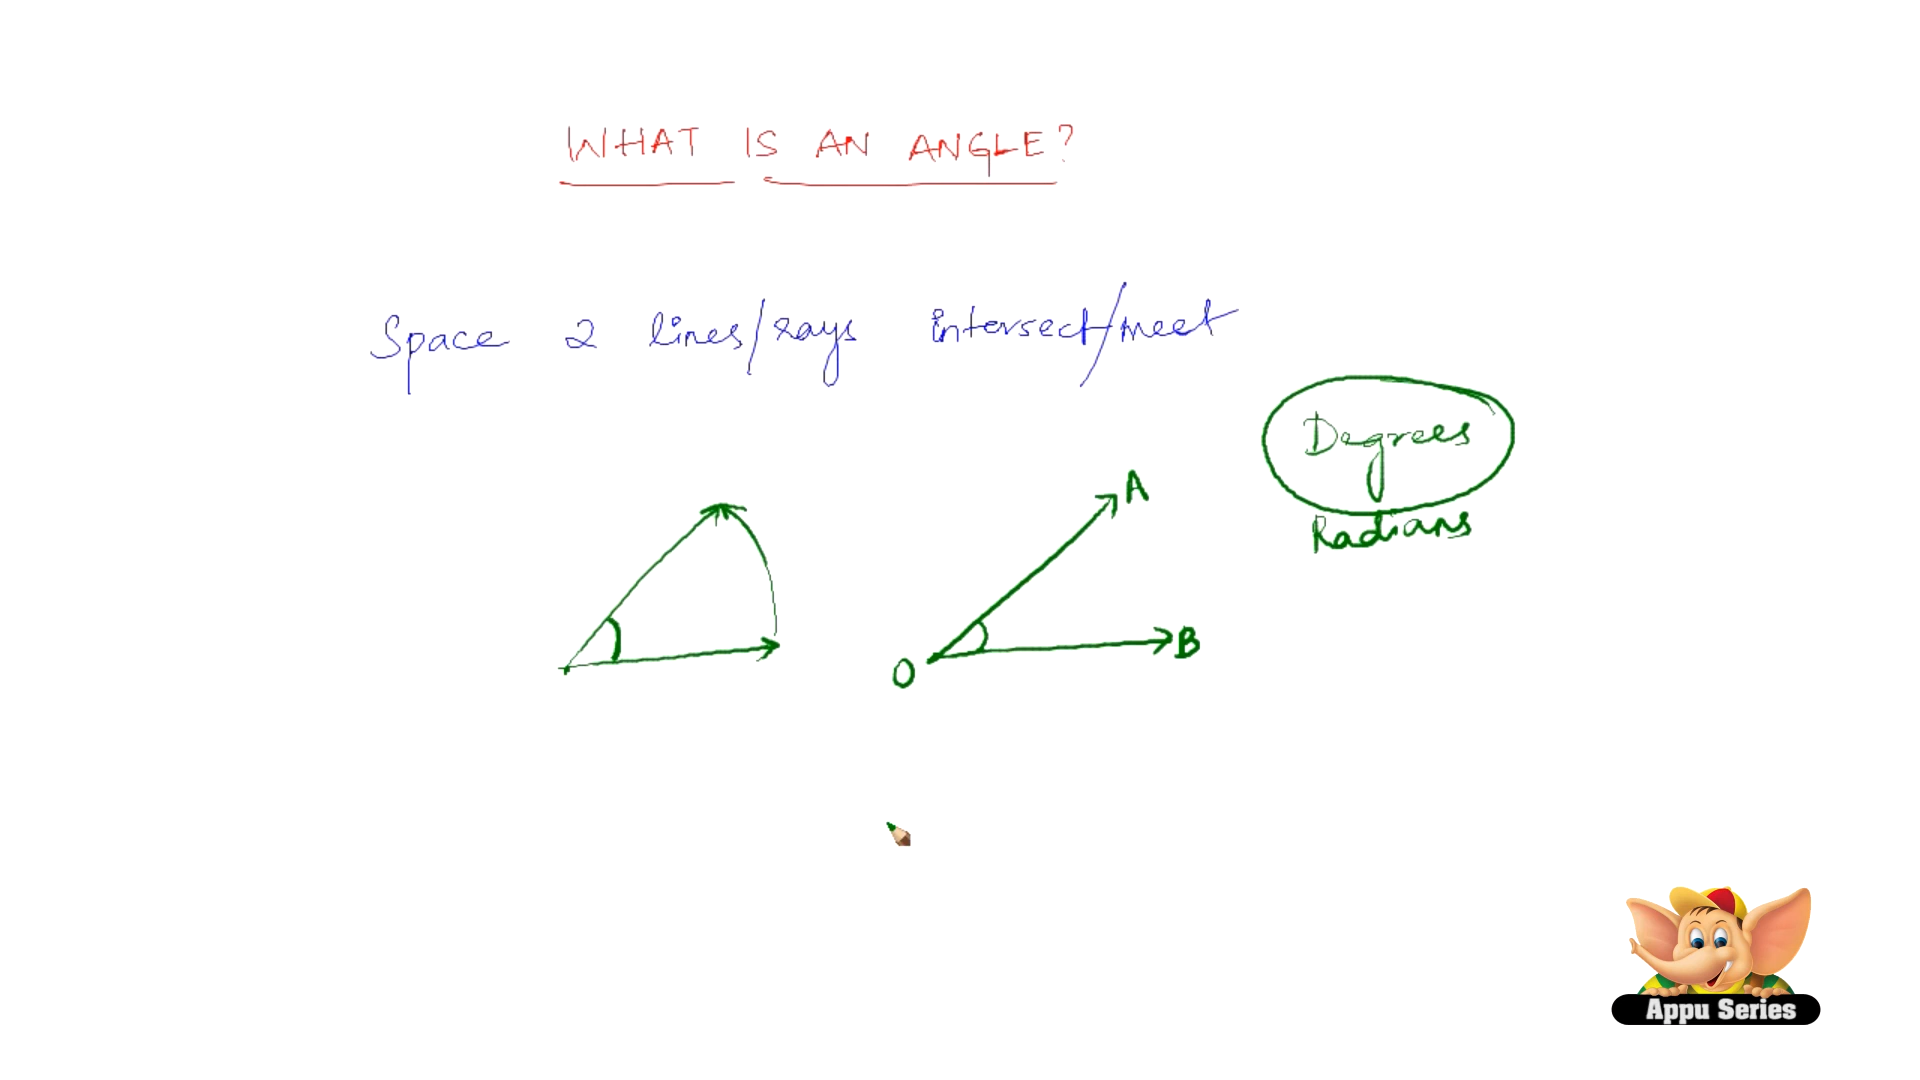 WHAT IS AN ANGLE?
Space 2 lines/rays intersect/meet
Degrees
Radians
A
O
B
Appu Series